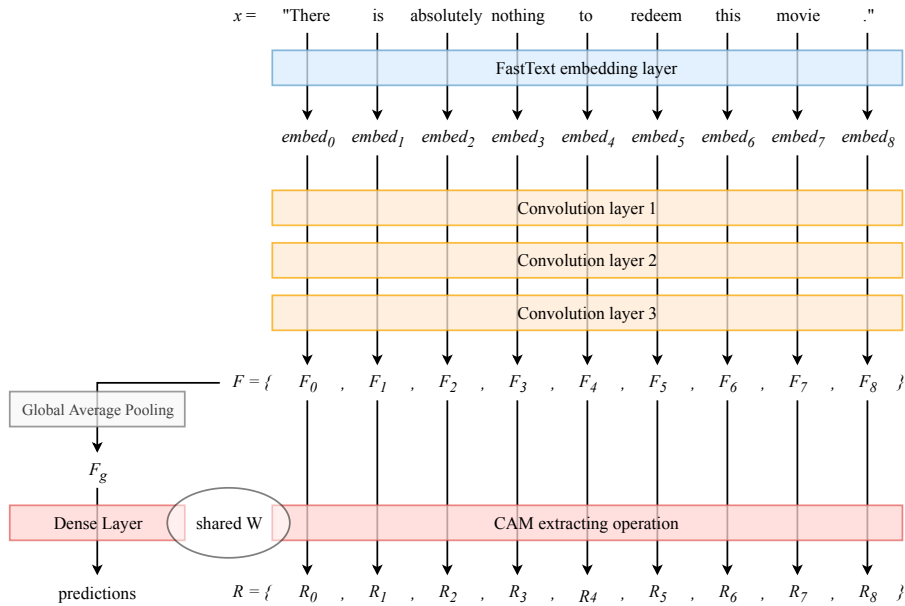 x = "There is absolutely nothing to redeem this movie ."
FastText embedding layer
embed0 embed1 embed2 embed3 embed4 embed5 embed6 embed7 embed8
Convolution layer 1
Convolution layer 2
Convolution layer 3
F = { F0 , F1 , F2 , F3 , F4 , F5 , F6 , F7 , F8 }
Global Average Pooling
Fg
Dense Layer shared W CAM extracting operation
predictions R = { R0 , R1 , R2 , R3 , R4 , R5 , R6 , R7 , R8 }